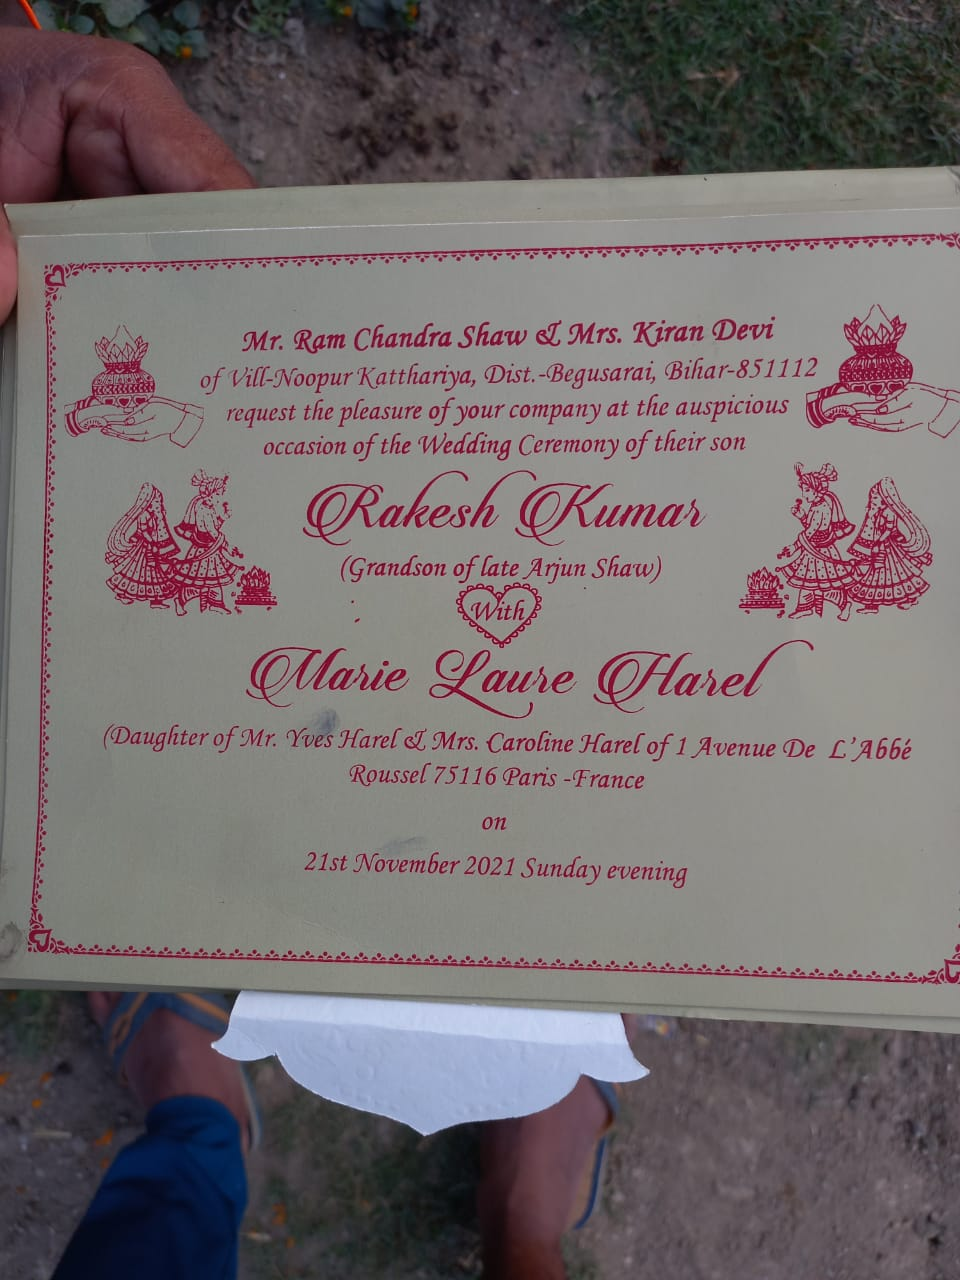 Mr. Ram Chandra Shaw & Mrs. Kiran Devi
of Vill-Noopur Katthariya, Dist.-Begusarai, Bihar-851112
request the pleasure of your company at the auspicious
occasion of the Wedding Ceremony of their son
Rakesh Kumar
(Grandson of late Arjun Shaw)
With
Marie Laure Harel
(Daughter of Mr. Yves Harel & Mrs. Caroline Harel of 1 Avenue De L'Abbé
Roussel 75116 Paris -France
on
21st November 2021 Sunday evening